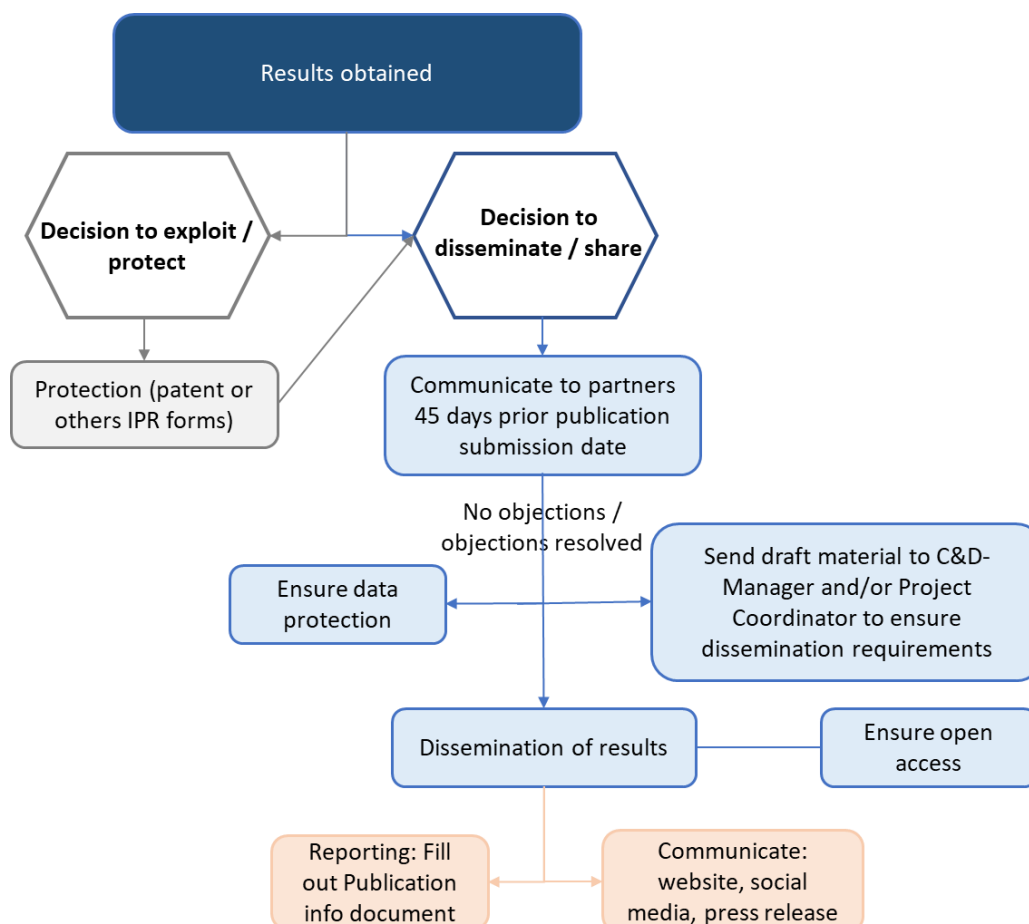 Results obtained
Decision to exploit /
protect
Decision to
disseminate / share
Protection (patent or
others IPR forms)
Communicate to partners
45 days prior publication
submission date
No objections /
objections resolved
Ensure data
protection
Send draft material to C&D-
Manager and/or Project
Coordinator to ensure
dissemination requirements
Dissemination of results
Ensure open
access
Reporting: Fill
out Publication
info document
Communicate:
website, social
media, press release